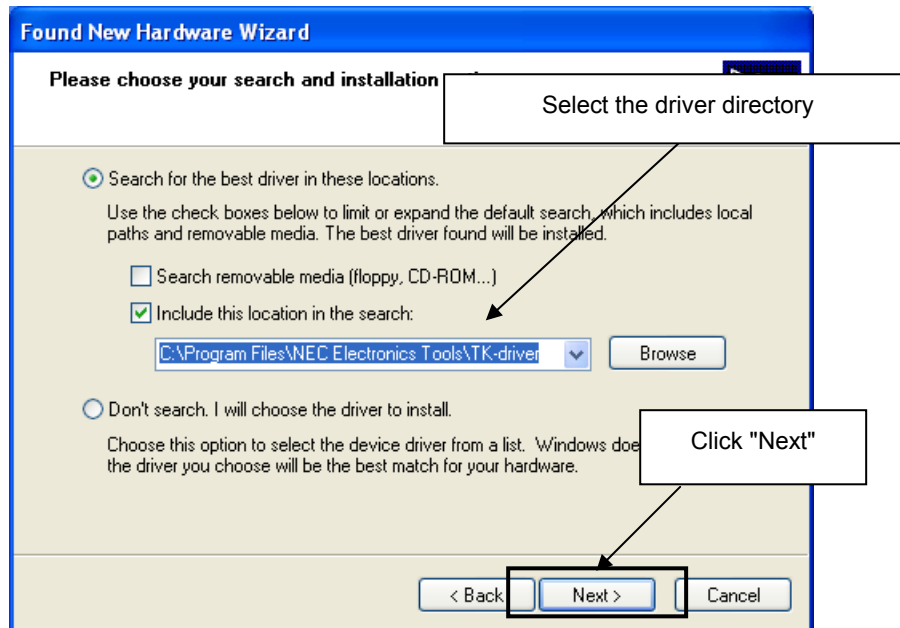 Found New Hardware Wizard
Please choose your search and installation
Select the driver directory
Search for the best driver in these locations.
Use the check boxes below to limit or expand the default search, which includes local
paths and removable media. The best driver found will be installed.
Search removable media (floppy, CD-ROM...)
Include this location in the search:
C:\Program Files\NEC Electronics Tools\TK-driver
Browse
Don't search. I will choose the driver to install.
Choose this option to select the device driver from a list. Windows
the driver you choose will be the best match for your hardware.
Click "Next"
< Back
Next >
Cancel